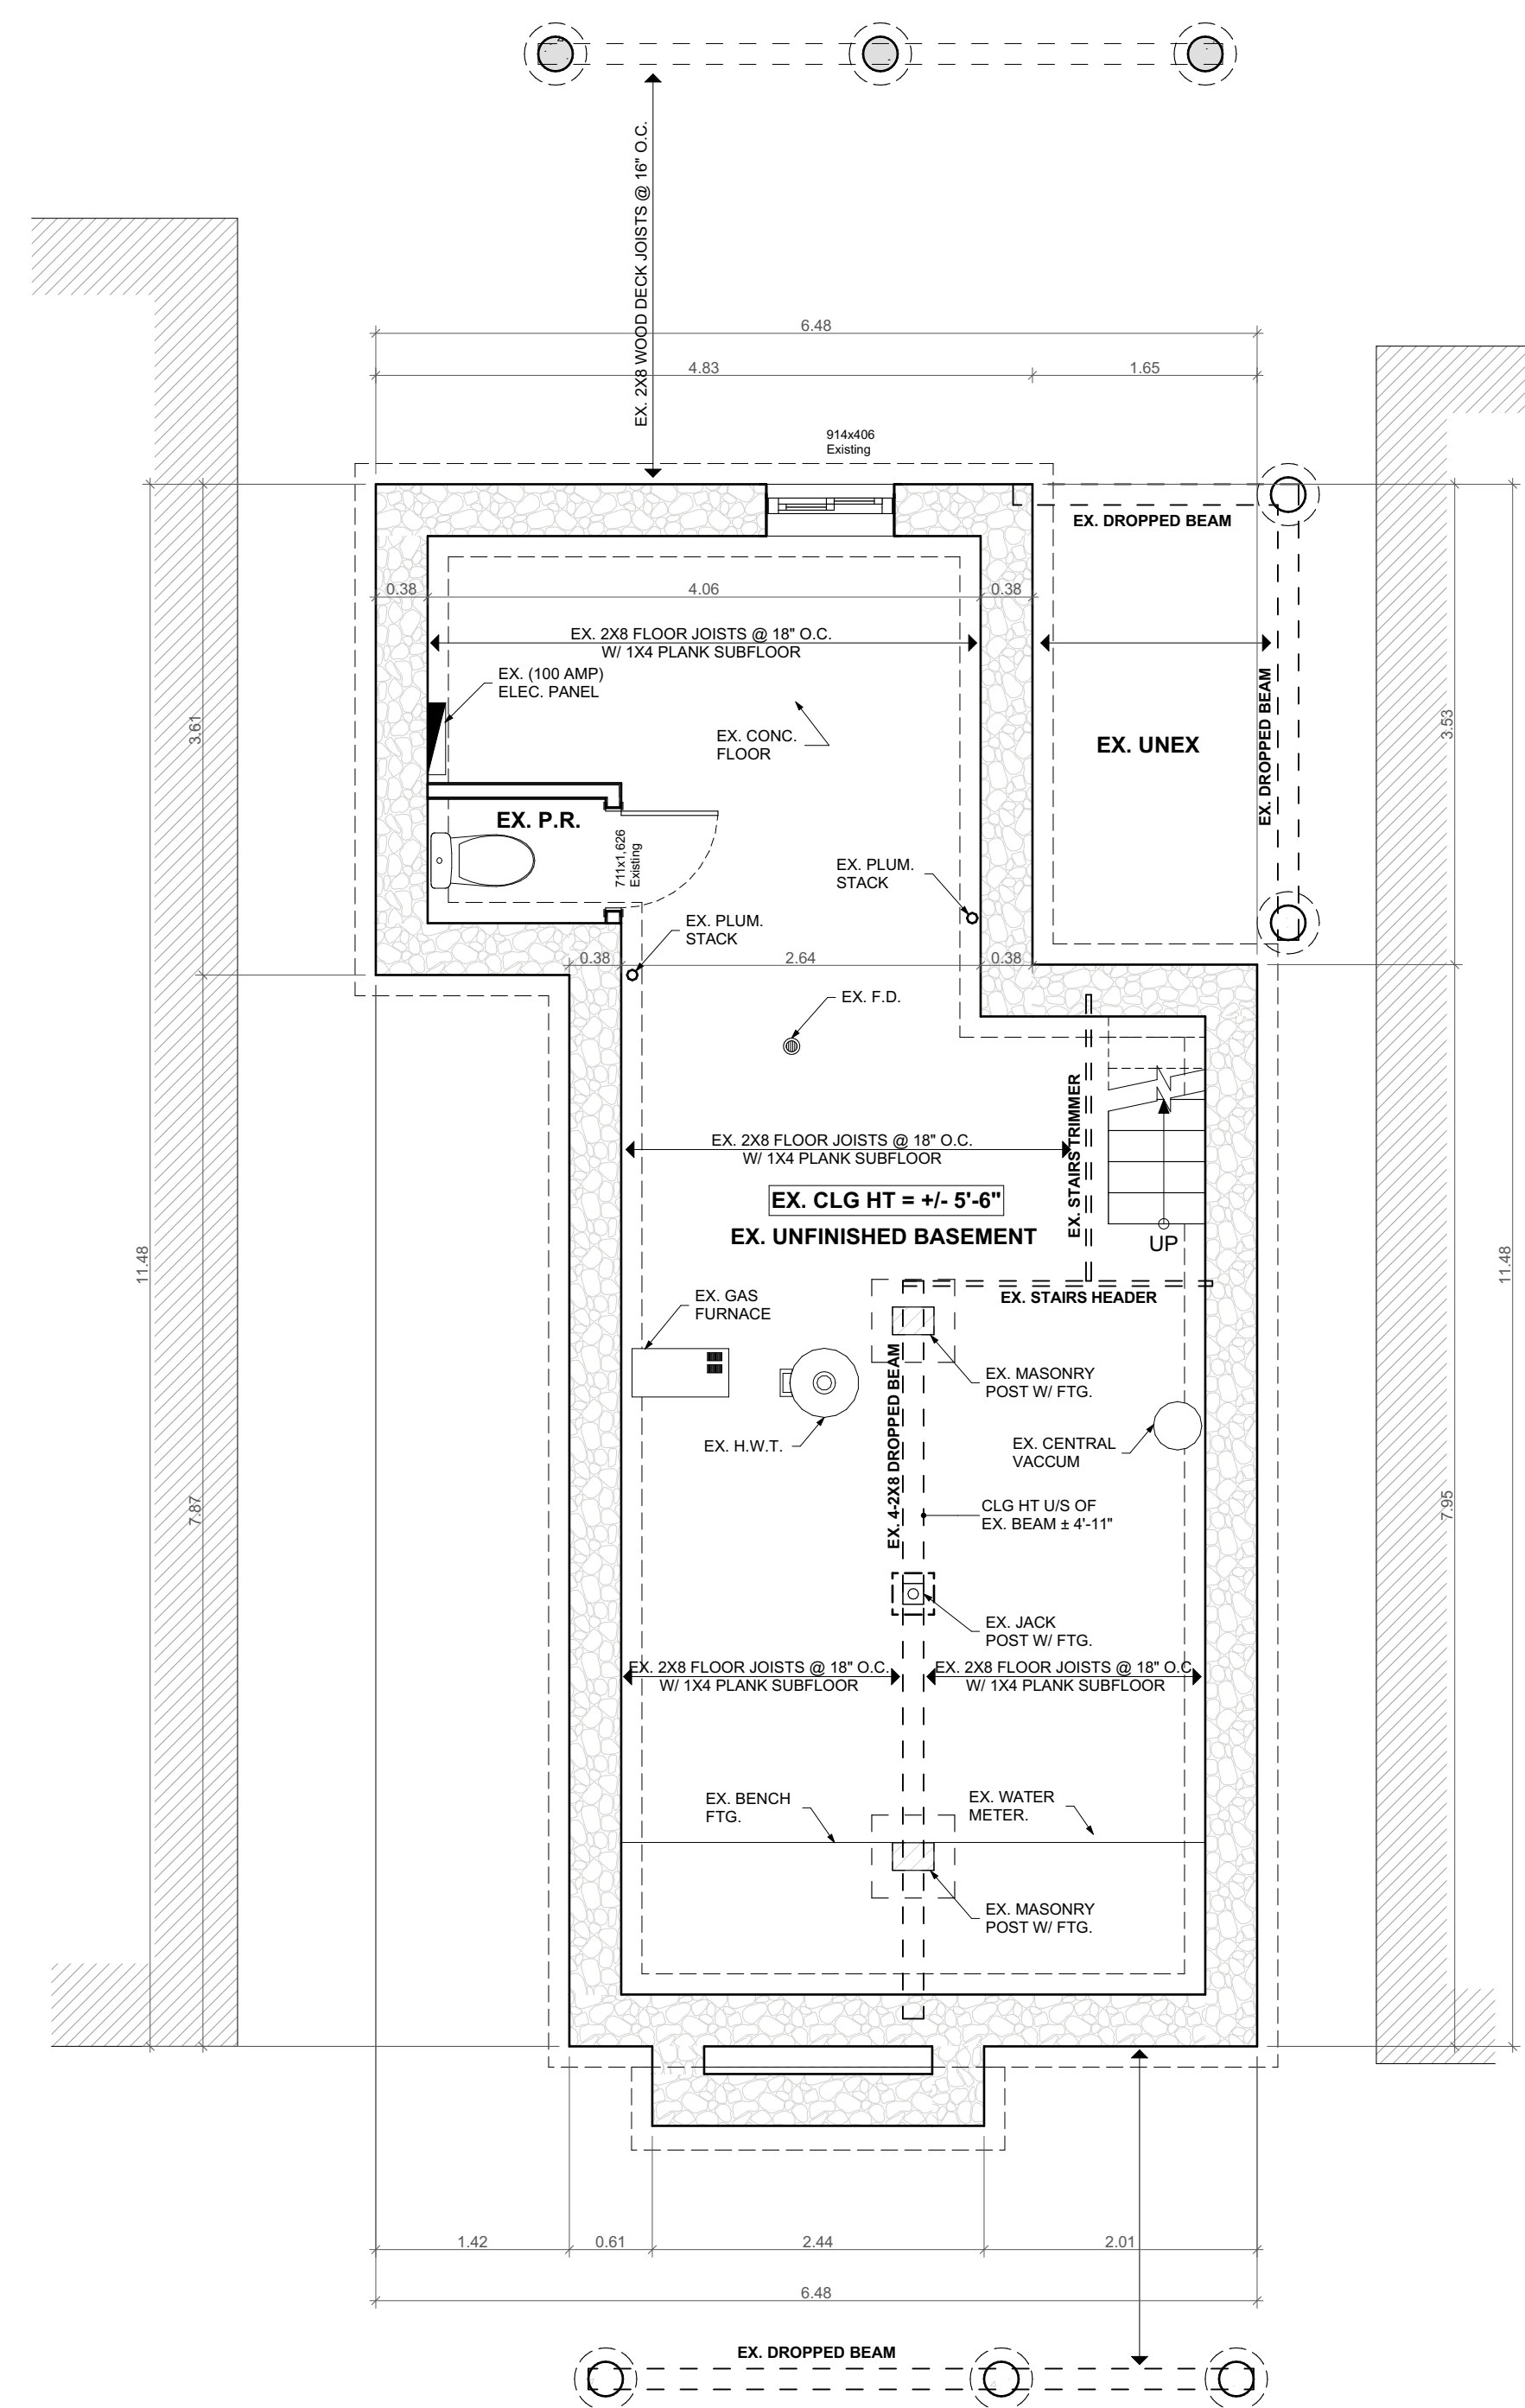 EX. 2X8 WOOD DECK JOISTS @ 16" O.C.
6.48
4.83
1.65
914x406
Existing
EX. DROPPED BEAM
0.38
4.06
0.38
EX. 2X8 FLOOR JOISTS @ 18" O.C.
W/ 1X4 PLANK SUBFLOOR
EX. (100 AMP)
ELEC. PANEL
EX. CONC.
FLOOR
EX. UNEX
EX. DROPPED BEAM
3.61
3.53
EX. P.R.
711x1,626
Existing
EX. PLUM.
STACK
EX. PLUM.
STACK
0.38
2.64
0.38
EX. F.D.
EX. STAIRS TRIMMER
EX. 2X8 FLOOR JOISTS @ 18" O.C.
W/ 1X4 PLANK SUBFLOOR
EX. CLG HT = +/- 5'-6"
EX. UNFINISHED BASEMENT
UP
11.48
11.48
EX. STAIRS HEADER
EX. GAS
FURNACE
EX. MASONRY
POST W/ FTG.
EX. H.W.T.
EX. 4-2X8 DROPPED BEAM
EX. CENTRAL
VACCUM
7.87
7.95
CLG HT U/S OF
EX. BEAM ± 4'-11"
EX. JACK
POST W/ FTG.
EX. 2X8 FLOOR JOISTS @ 18" O.C.
W/ 1X4 PLANK SUBFLOOR
EX. 2X8 FLOOR JOISTS @ 18" O.C
W/ 1X4 PLANK SUBFLOOR
EX. BENCH
FTG.
EX. WATER
METER.
EX. MASONRY
POST W/ FTG.
1.42
0.61
2.44
2.01
6.48
EX. DROPPED BEAM